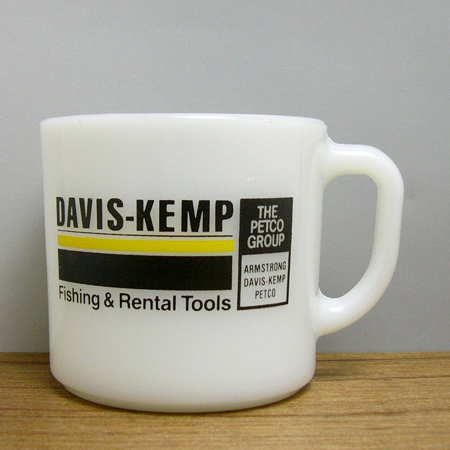 DAVIS-KEMP
Fishing & Rental Tools
THE
PETCO
GROUP
ARMSTRONG
DAVIS-KEMP
PETCO